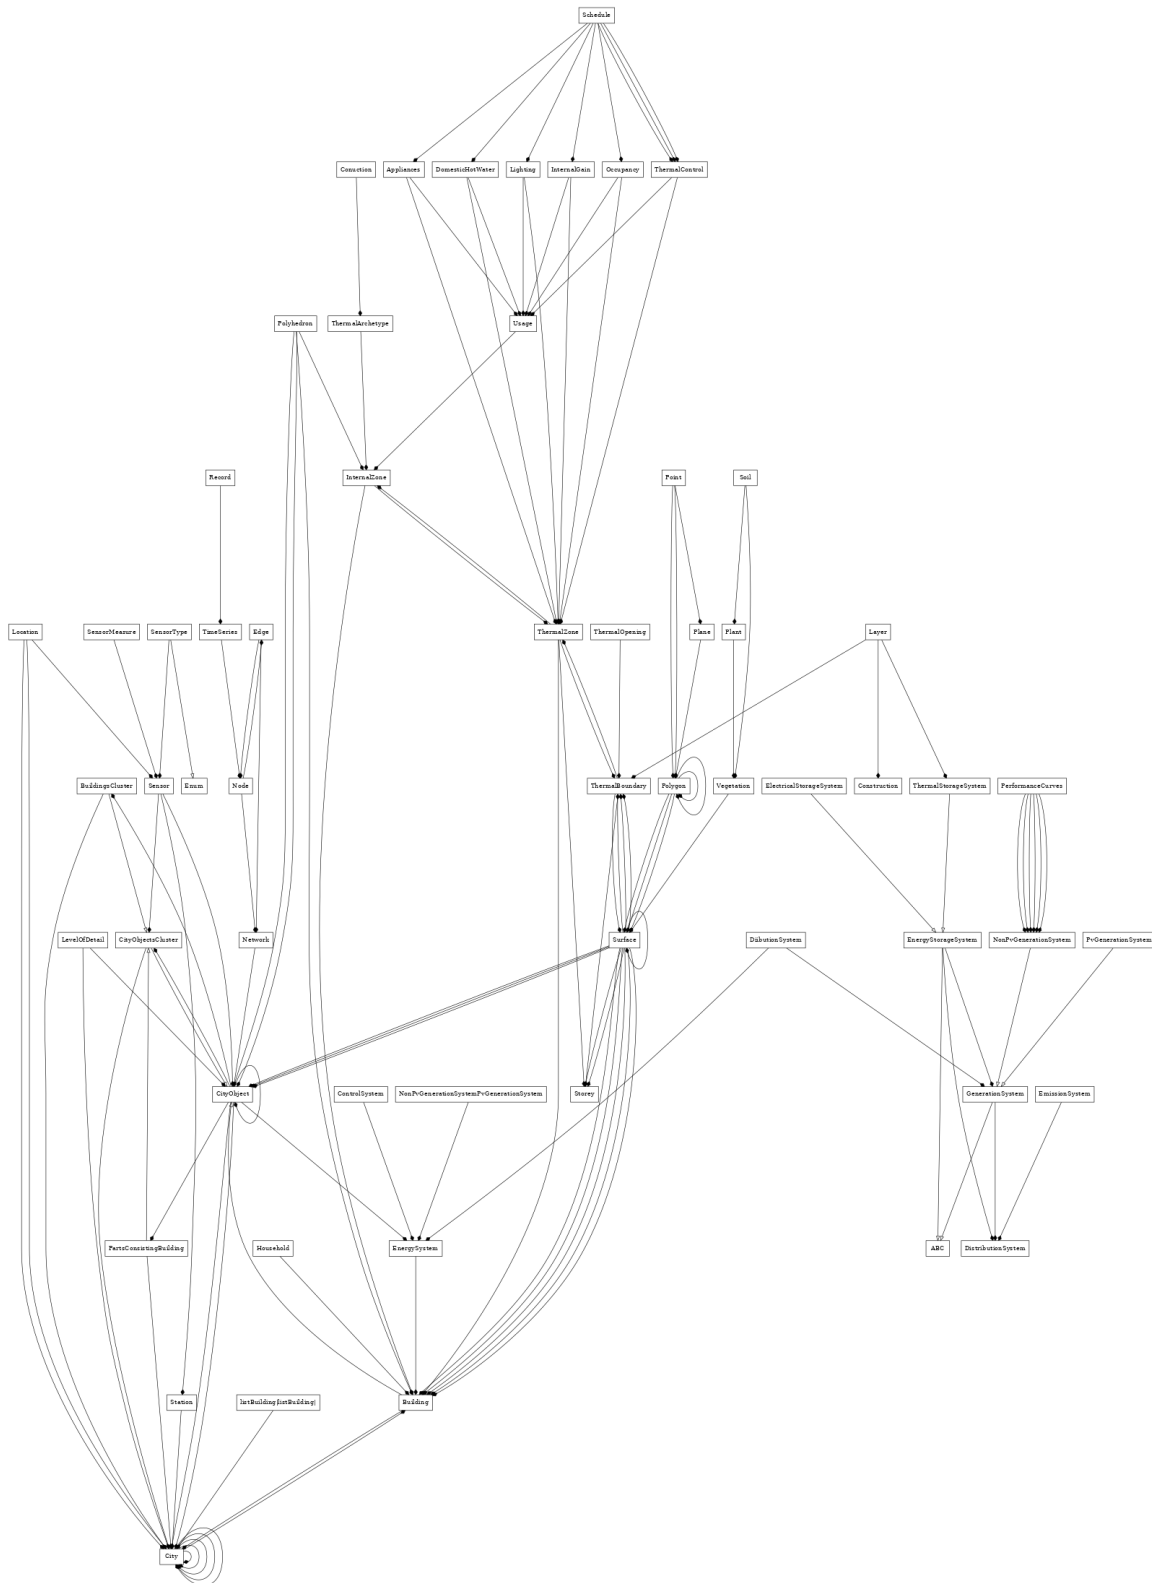 Schedule
Conuction
Appliances
DomesticHotWater
Lighting
InternalGain
Occupancy
ThermalControl
Polyhedron
ThermalArchetype
Usage
Record
InternalZone
Point
Soil
Location
SensorMeasure
SensorType
TimeSeries
Edge
ThermalZone
ThermalOpening
Plane
Plant
Layer
BuildingsCluster
Sensor
Enum
Node
ThermalBoundary
Polygon
Vegetation
ElectricalStorageSystem
Construction
ThermalStorageSystem
PerformanceCurves
LevelOfDetail
CityObjectsCluster
Network
Surface
DiibutionSystem
EnergyStorageSystem
NonPvGenerationSystem
PvGenerationSystem
CityObject
ControlSystem
NonPvGenerationSystemPvGenerationSystem
Storey
GenerationSystem
EmissionSystem
PartsConsistingBuilding
Household
EnergySystem
ABC
DistributionSystem
Station
listBuilding|listBuilding|
Building
City